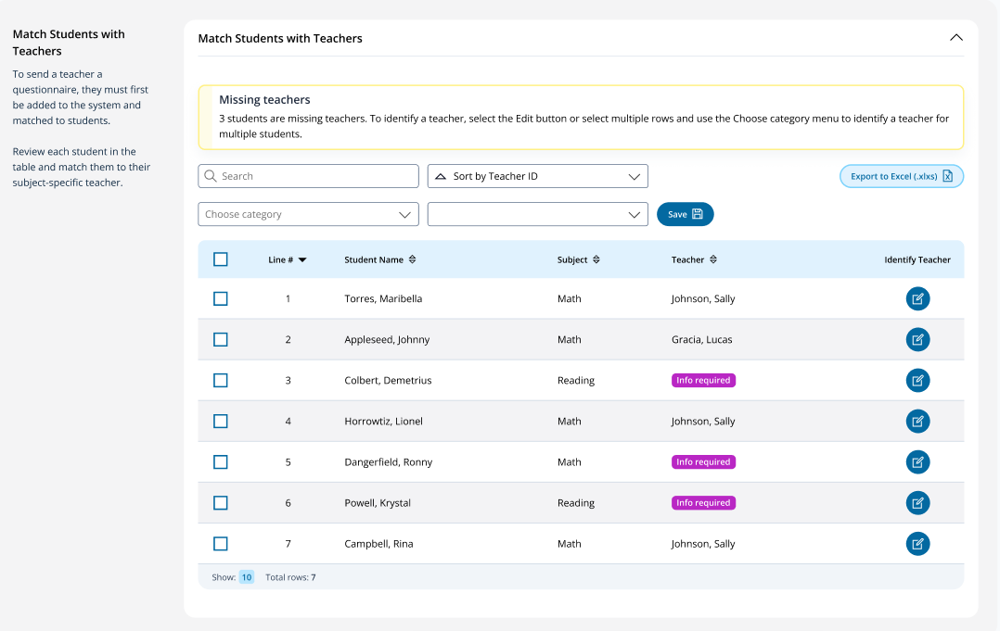 Match Students with
Teachers
To send a teacher a
questionnaire, they must first
be added to the system and
matched to students.
Review each student in the
table and match them to their
subject-specific teacher.
Match Students with Teachers
Missing teachers
3 students are missing teachers. To identify a teacher, select the Edit button or select multiple rows and use the Choose category menu to identify a teacher for
multiple students.
Search
Sort by Teacher ID
Export to Excel (.xlxs)
Choose category
Save
Line # Student Name Subject Teacher Identify Teacher
1 Torres, Maribella Math Johnson, Sally
2 Appleseed, Johnny Math Gracia, Lucas
3 Colbert, Demetrius Reading Info required
4 Horrowtiz, Lionel Math Johnson, Sally
5 Dangerfield, Ronny Math Info required
6 Powell, Krystal Reading Info required
7 Campbell, Rina Math Johnson, Sally
Show: 10 Total rows: 7